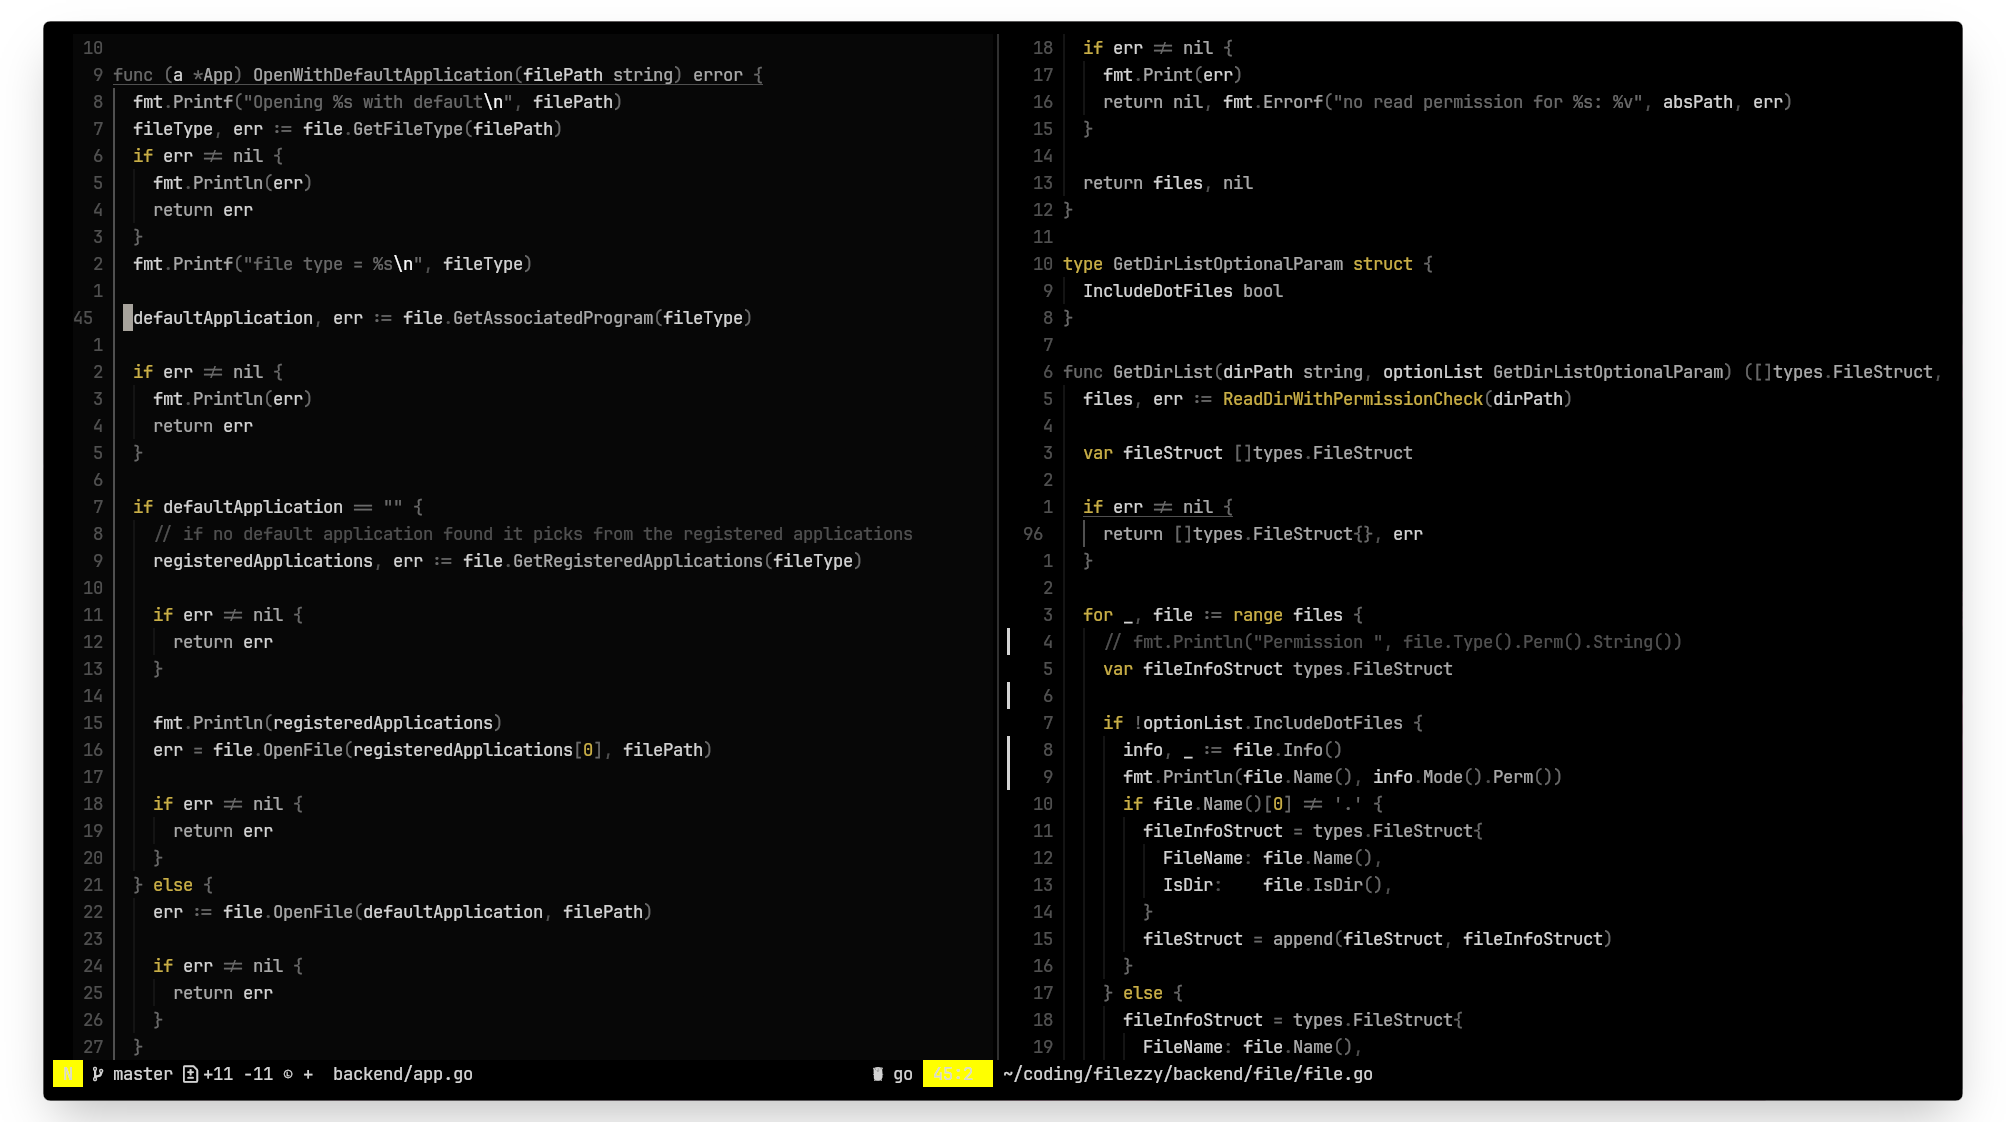 10
9 func (a *App) OpenWithDefaultApplication(filePath string) error {
8 fmt.Printf("Opening %s with default\n", filePath)
7 fileType, err := file.GetFileType(filePath)
6 if err != nil {
5 fmt.Println(err)
4 return err
3 }
2 fmt.Printf("file type = %s\n", fileType)
1
45 defaultApplication, err := file.GetAssociatedProgram(fileType)
1
2 if err != nil {
3 fmt.Println(err)
4 return err
5 }
6
7 if defaultApplication == "" {
8 // if no default application found it picks from the registered applications
9 registeredApplications, err := file.GetRegisteredApplications(fileType)
10
11 if err != nil {
12 return err
13 }
14
15 fmt.Println(registeredApplications)
16 err = file.OpenFile(registeredApplications[0], filePath)
17
18 if err != nil {
19 return err
20 }
21 } else {
22 err := file.OpenFile(defaultApplication, filePath)
23
24 if err != nil {
25 return err
26 }
27 }
18 if err != nil {
17 fmt.Print(err)
16 return nil, fmt.Errorf("no read permission for %s: %v", absPath, err)
15 }
14
13 return files, nil
12 }
11
10 type GetDirListOptionalParam struct {
9 IncludeDotFiles bool
8 }
7
6 func GetDirList(dirPath string, optionList GetDirListOptionalParam) ([]types.FileStruct,
5 files, err := ReadDirWithPermissionCheck(dirPath)
4
3 var fileStruct []types.FileStruct
2
1 if err != nil {
96 return []types.FileStruct{}, err
1 }
2
3 for _, file := range files {
4 // fmt.Println("Permission ", file.Type().Perm().String())
5 var fileInfoStruct types.FileStruct
6
7 if !optionList.IncludeDotFiles {
8 info, _ := file.Info()
9 fmt.Println(file.Name(), info.Mode().Perm())
10 if file.Name()[0] != '.' {
11 fileInfoStruct = types.FileStruct{
12 FileName: file.Name(),
13 IsDir: file.IsDir(),
14 }
15 fileStruct = append(fileStruct, fileInfoStruct)
16 }
17 } else {
18 fileInfoStruct = types.FileStruct{
19 FileName: file.Name(),
N master +11 -11 + backend/app.go go 45:2 ~/coding/filezzy/backend/file/file.go